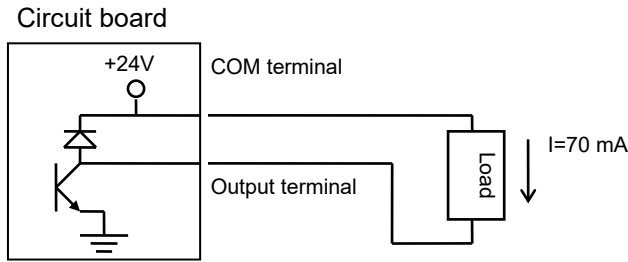 Circuit board
+24V
COM terminal
I=70 mA
Load
Output terminal